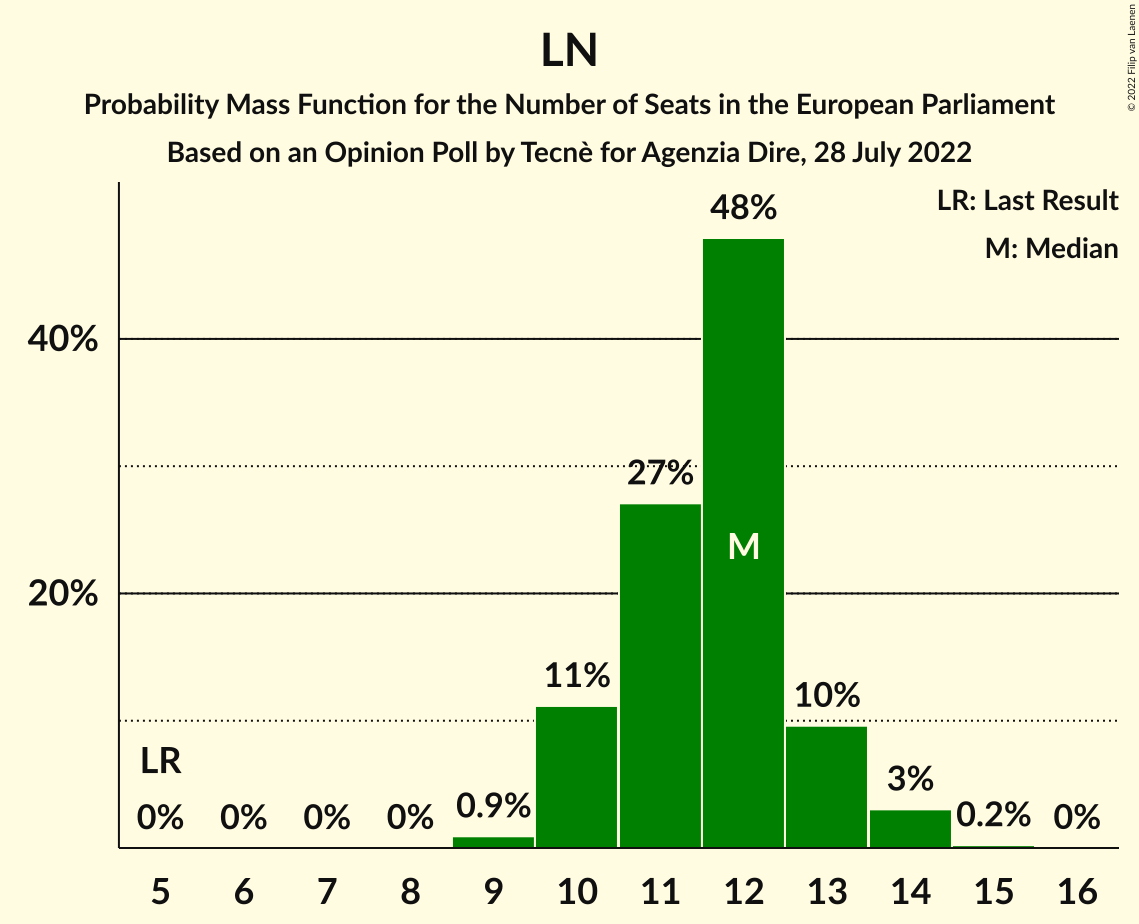 LN
Probability Mass Function for the Number of Seats in the European Parliament
Based on an Opinion Poll by Tecnè for Agenzia Dire, 28 July 2022
© 2022 Filip van Laenen
LR: Last Result
M: Median
48%
40%
27%
M
20%
11%
10%
LR
3%
0% 0% 0% 0% 0.9% 0.2% 0%
5 6 7 8 9 10 11 12 13 14 15 16